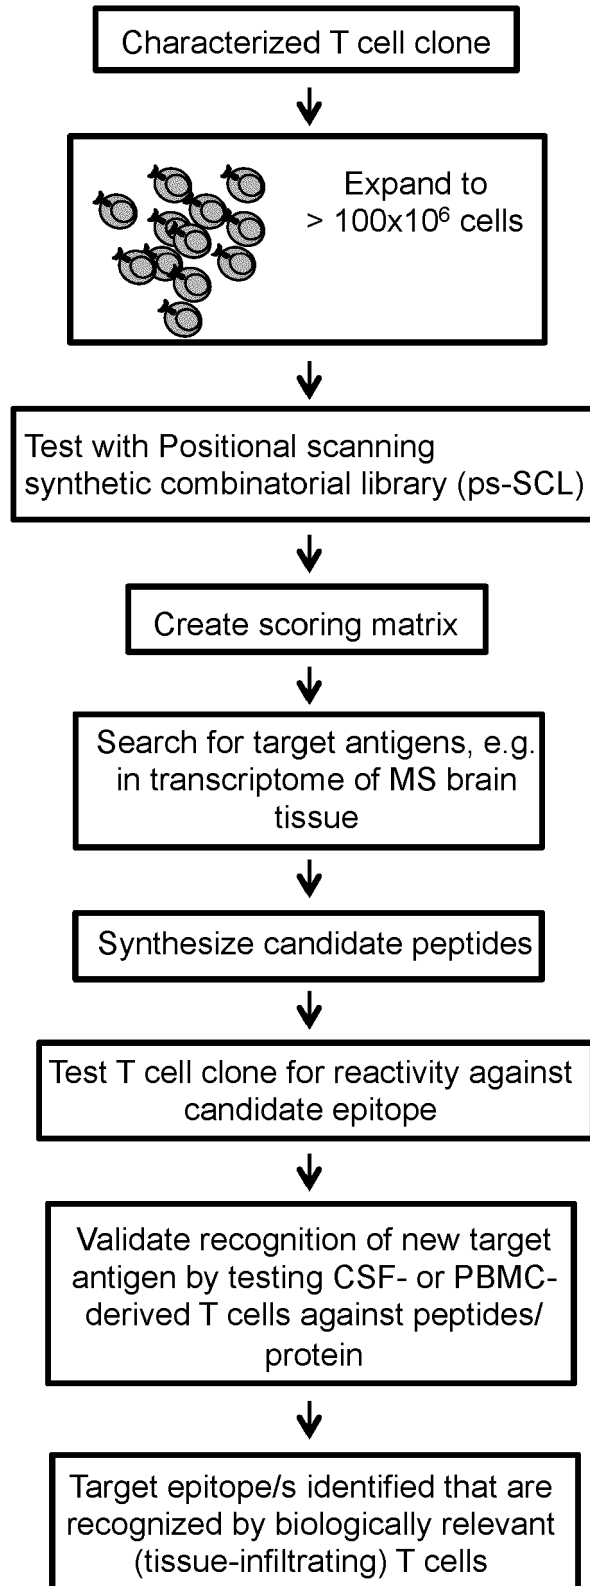 Characterized T cell clone
Expand to
> 100x10⁶ cells
Test with Positional scanning
synthetic combinatorial library (ps-SCL)
Create scoring matrix
Search for target antigens, e.g.
in transcriptome of MS brain
tissue
Synthesize candidate peptides
Test T cell clone for reactivity against
candidate epitope
Validate recognition of new target
antigen by testing CSF- or PBMC-
derived T cells against peptides/
protein
Target epitope/s identified that are
recognized by biologically relevant
(tissue-infiltrating) T cells